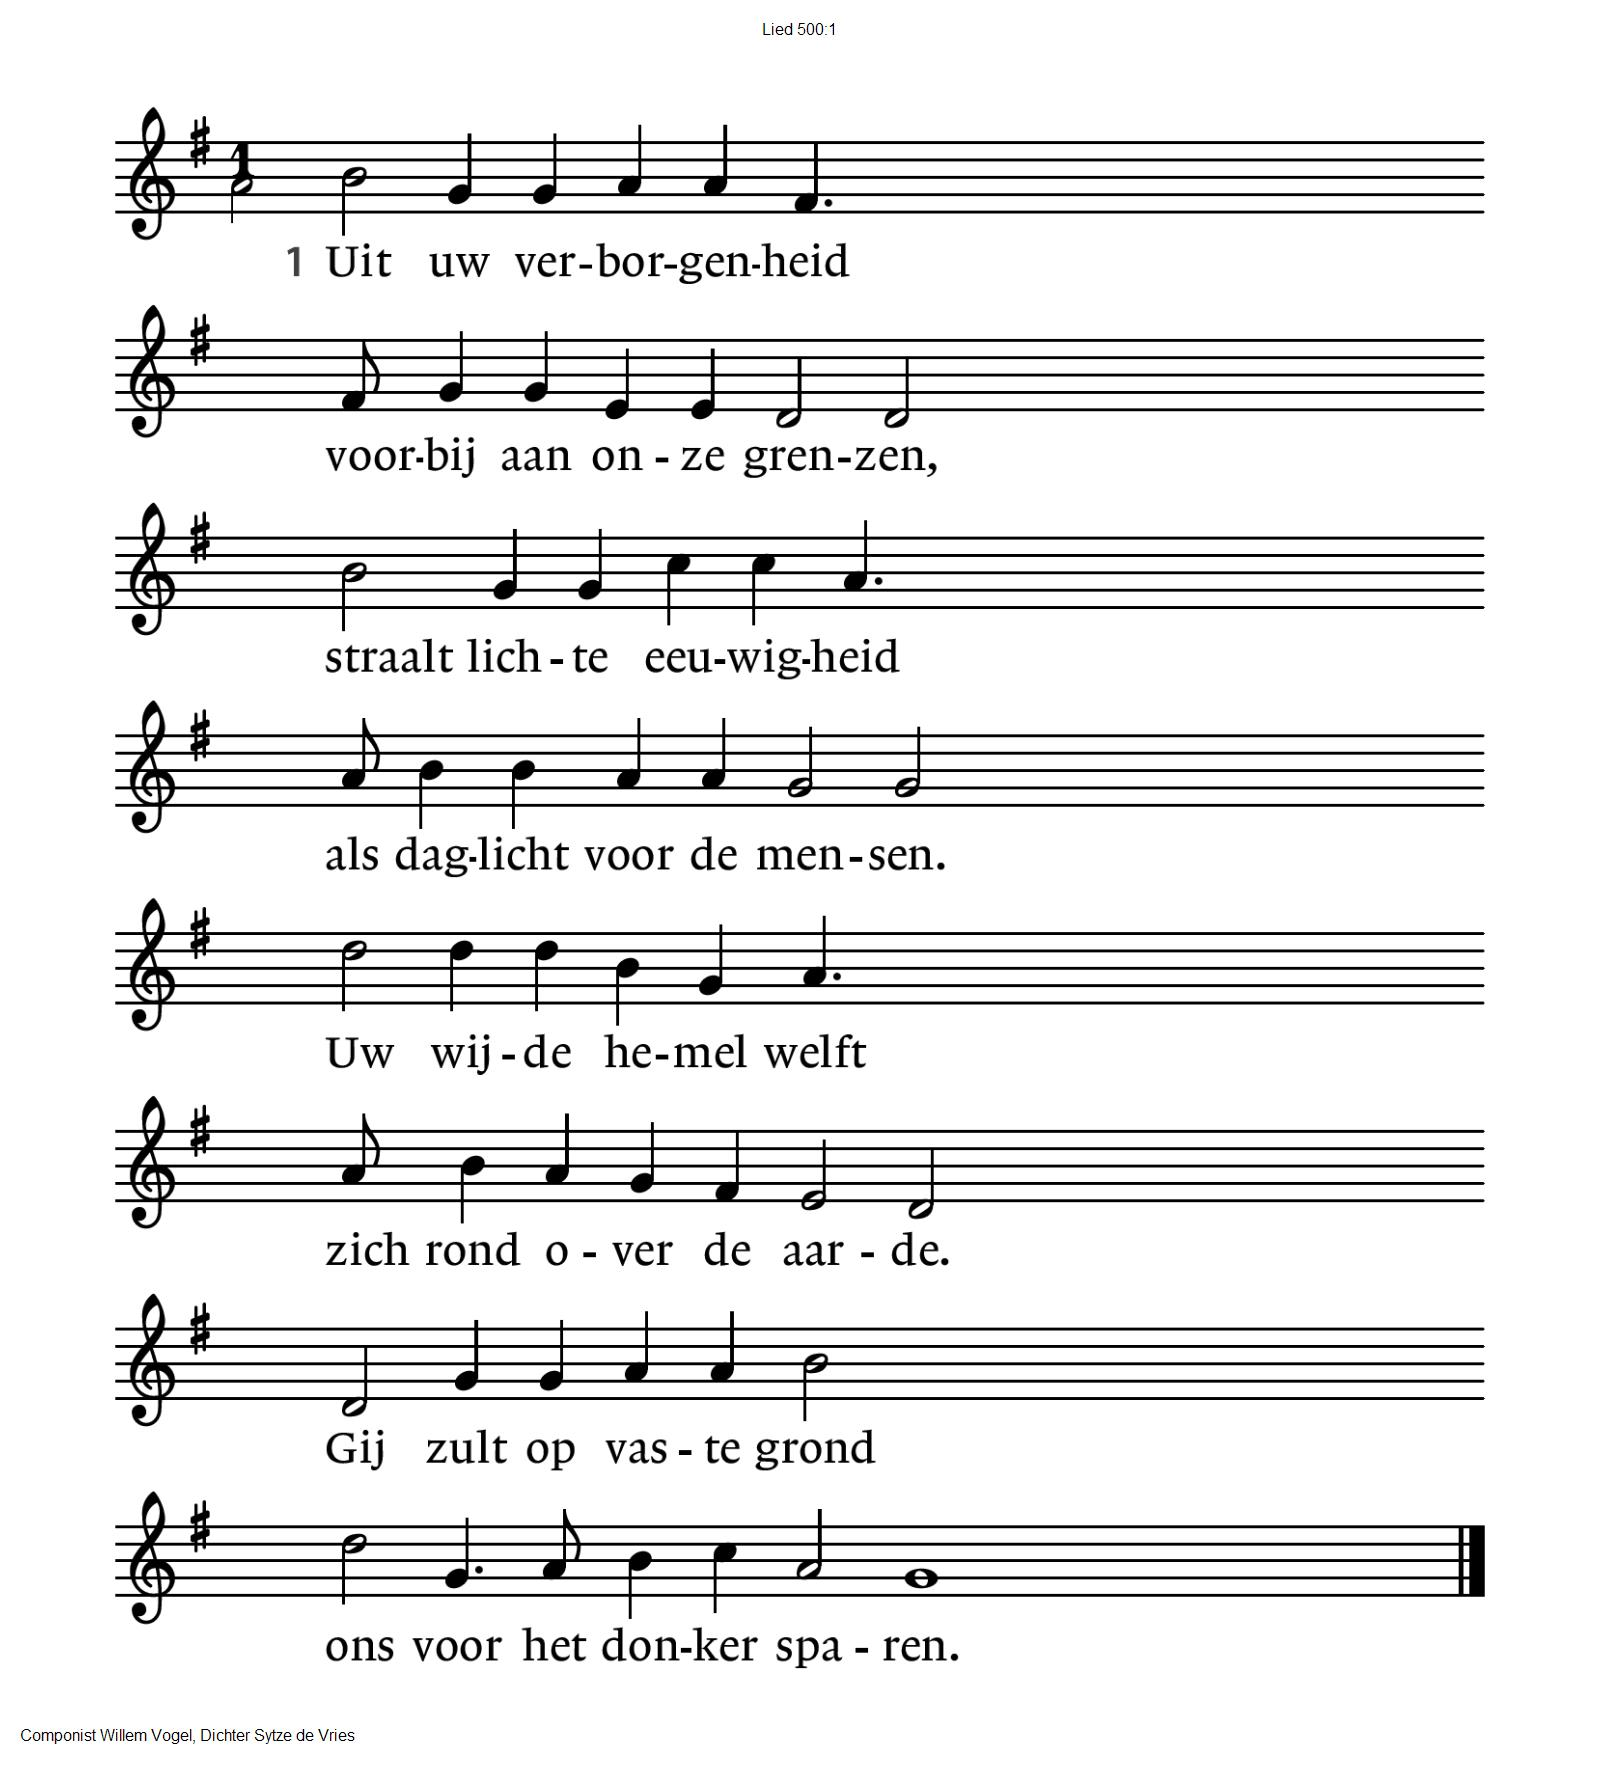 Lied 500:1
1
1 Uit uw ver-bor-gen-heid
voor-bij aan on - ze gren-zen,
straalt lich - te eeu-wig-heid
als dag-licht voor de men-sen.
Uw wij - de he-mel welft
zich rond o - ver de aar - de.
Gij zult op vas - te grond
ons voor het don-ker spa - ren.
Componist Willem Vogel, Dichter Sytze de Vries